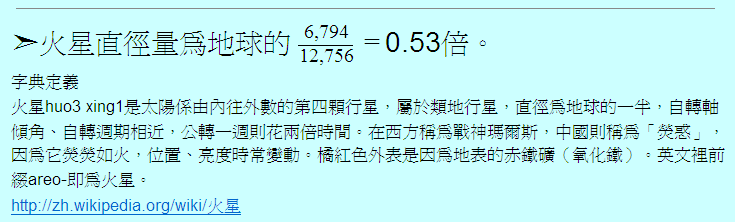 ➣火星直徑量爲地球的 6,794/12,756 ＝0.53倍。
字典定義
火星huo3 xing1是太陽係由內往外數的第四顆行星，屬於類地行星，直徑爲地球的一半，自轉軸
傾角、自轉週期相近，公轉一週則花兩倍時間。在西方稱爲戰神瑪爾斯，中國則稱爲「熒惑」，
因爲它熒熒如火，位置、亮度時常變動。橘紅色外表是因爲地表的赤鐵礦（氧化鐵）。英文裡前
綴areo-即爲火星。
http://zh.wikipedia.org/wiki/火星